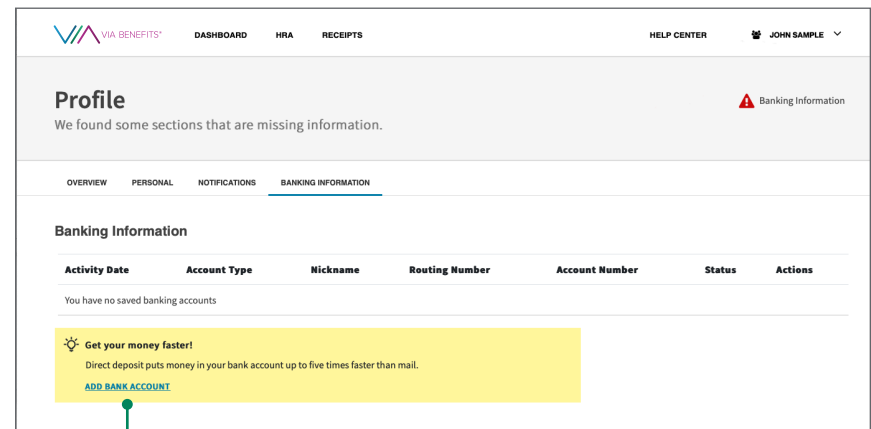 VIA BENEFITS® DASHBOARD HRA RECEIPTS HELP CENTER JOHN SAMPLE
Profile
Banking Information
We found some sections that are missing information.
OVERVIEW PERSONAL NOTIFICATIONS BANKING INFORMATION
Banking Information
Activity Date Account Type Nickname Routing Number Account Number Status Actions
You have no saved banking accounts
Get your money faster!
Direct deposit puts money in your bank account up to five times faster than mail.
ADD BANK ACCOUNT